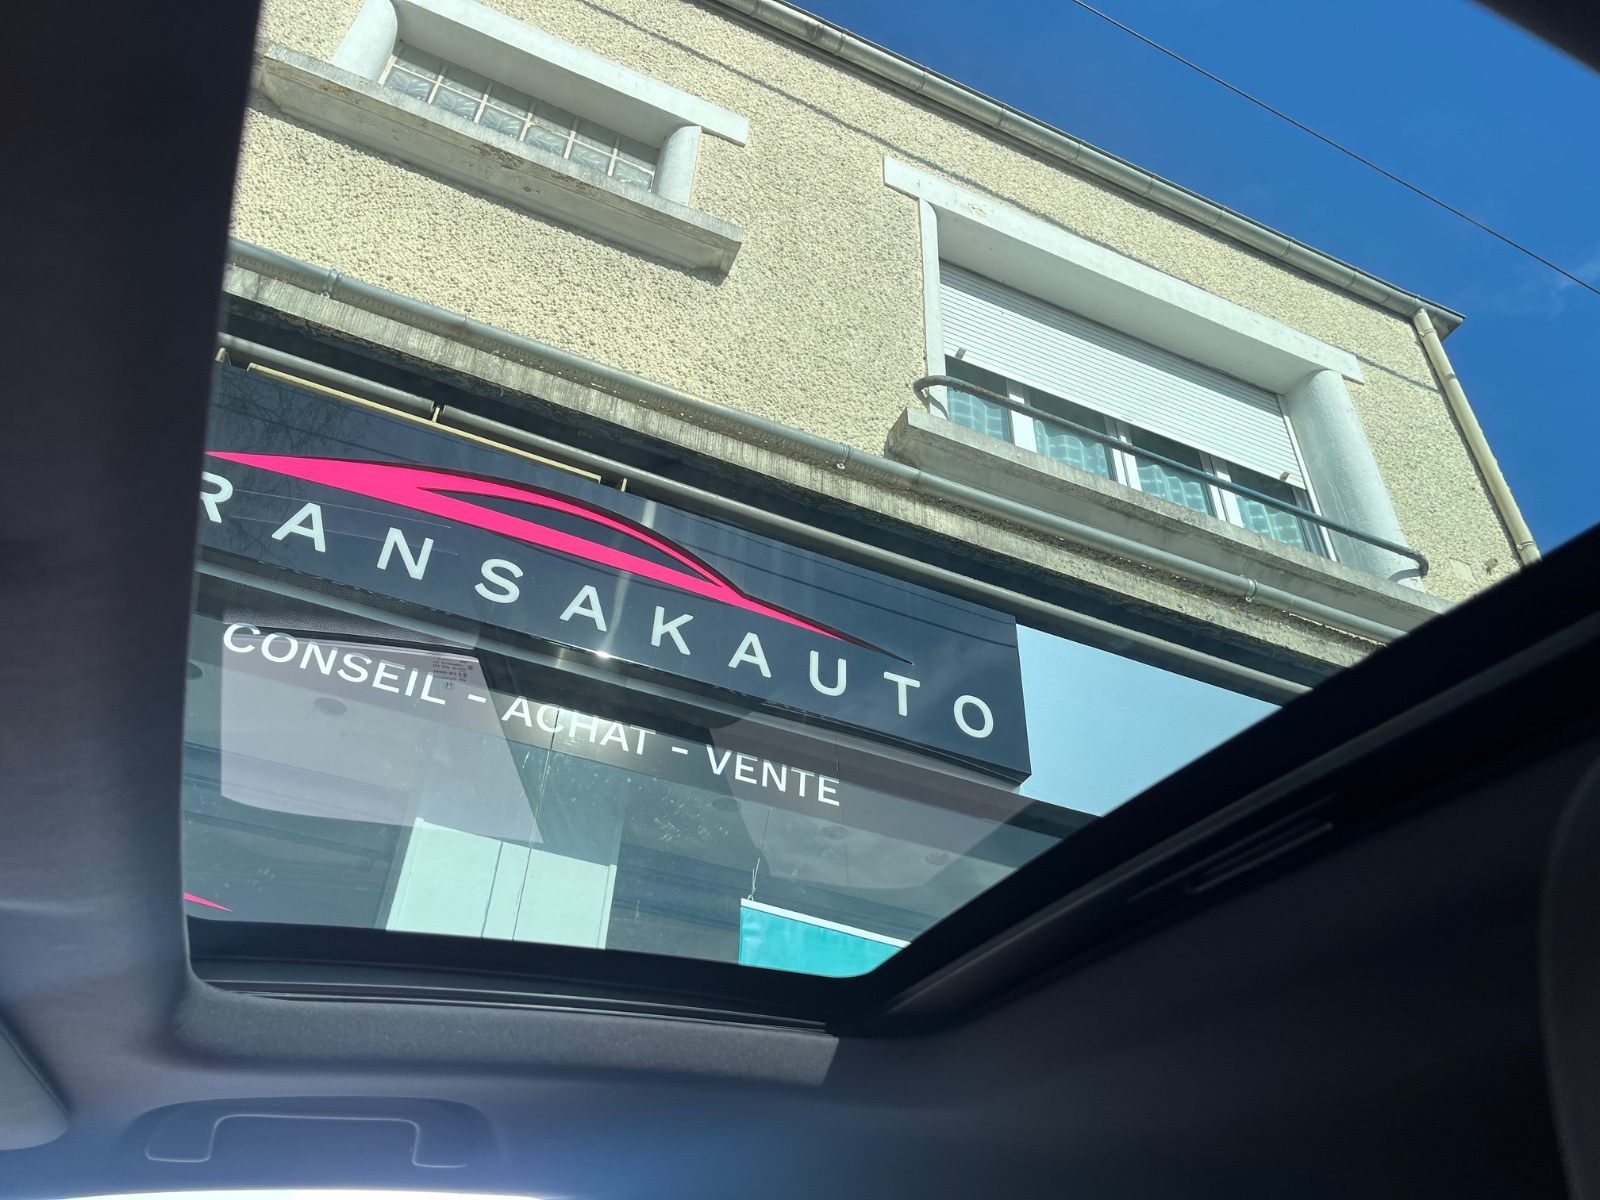 RANSAKAUTO
CONSEIL - ACHAT - VENTE